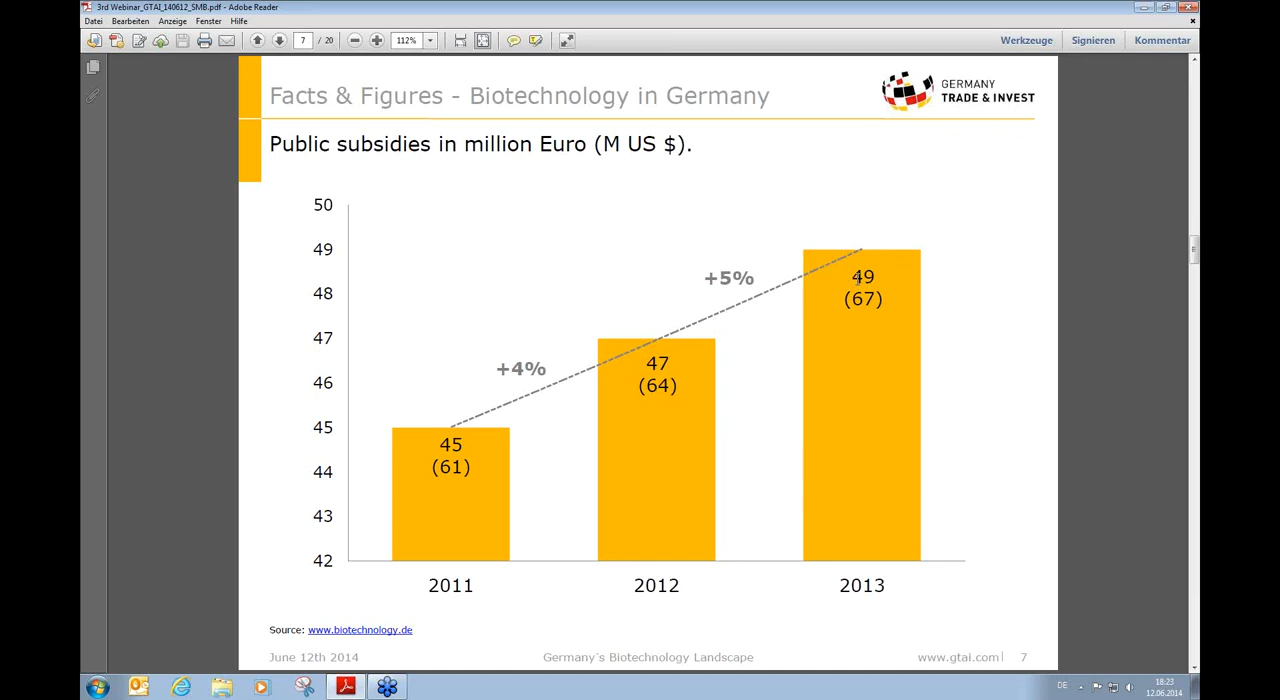 3rd Webinar_GTAI_140612_SMB.pdf - Adobe Reader
Datei Bearbeiten Anzeige Fenster Hilfe
7 / 20 112% Werkzeuge Signieren Kommentar
Facts & Figures - Biotechnology in Germany
GERMANY
TRADE & INVEST
Public subsidies in million Euro (M US $).
50
49
48
47
46
45
44
43
42
+4%
+5%
45
(61)
47
(64)
49
(67)
2011 2012 2013
Source: www.biotechnology.de
June 12th 2014 Germany´s Biotechnology Landscape www.gtai.com 7
DE 18:23
12.06.2014